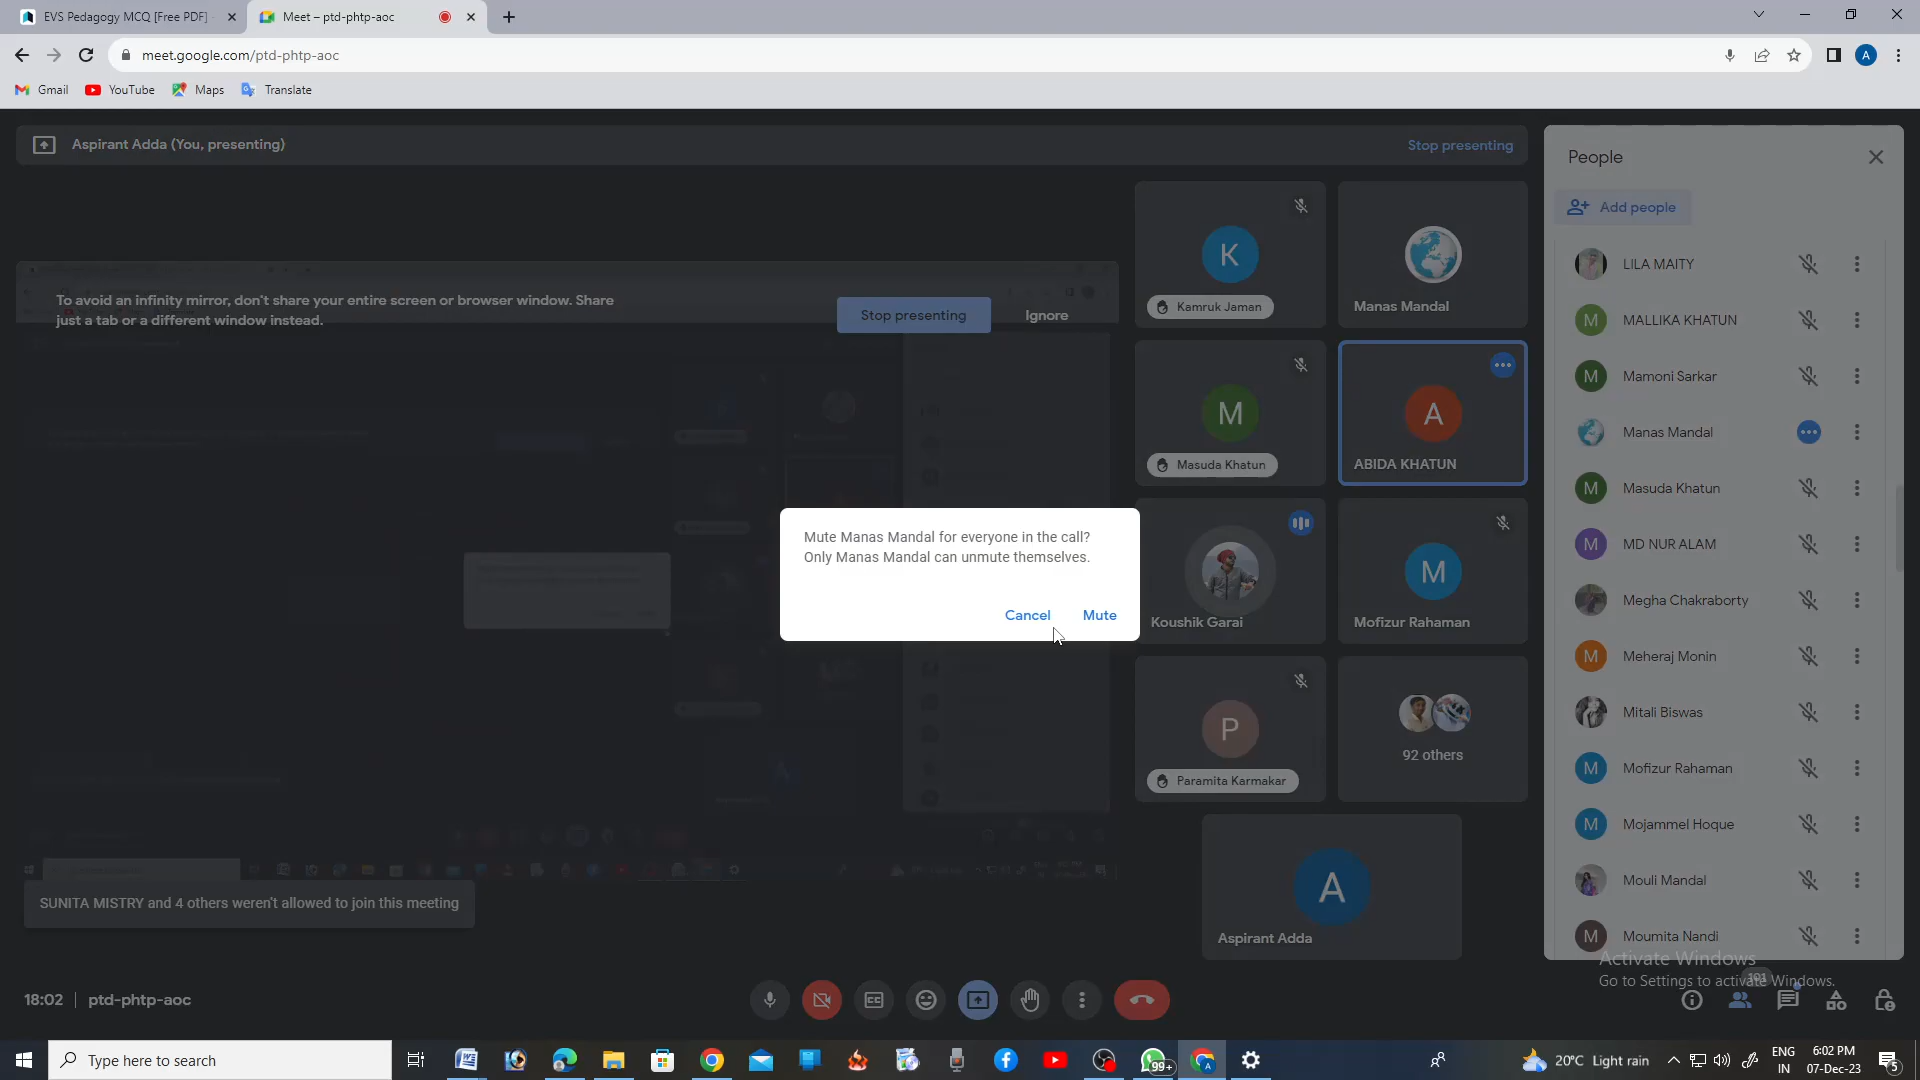 EVS Pedagogy MCQ [Free PDF]
Meet – ptd-phtp-aoc
meet.google.com/ptd-phtp-aoc
A
Gmail
YouTube
Maps
Translate
Aspirant Adda (You, presenting)
Stop presenting
To avoid an infinity mirror, don't share your entire screen or browser window. Share
just a tab or a different window instead.
Stop presenting
Ignore
K
Kamruk Jaman
Manas Mandal
M
Masuda Khatun
A
ABIDA KHATUN
Koushik Garai
M
Mofizur Rahaman
P
Paramita Karmakar
92 others
A
Aspirant Adda
Mute Manas Mandal for everyone in the call?
Only Manas Mandal can unmute themselves.
Cancel
Mute
SUNITA MISTRY and 4 others weren't allowed to join this meeting
People
Add people
LILA MAITY
M
MALLIKA KHATUN
M
Mamoni Sarkar
Manas Mandal
M
Masuda Khatun
M
MD NUR ALAM
Megha Chakraborty
M
Meheraj Monin
Mitali Biswas
M
Mofizur Rahaman
M
Mojammel Hoque
Mouli Mandal
M
Moumita Nandi
Activate Windows
Go to Settings to activate Windows.
101
18:02
ptd-phtp-aoc
Type here to search
99+
A
20°C Light rain
ENG
IN
6:02 PM
07-Dec-23
5